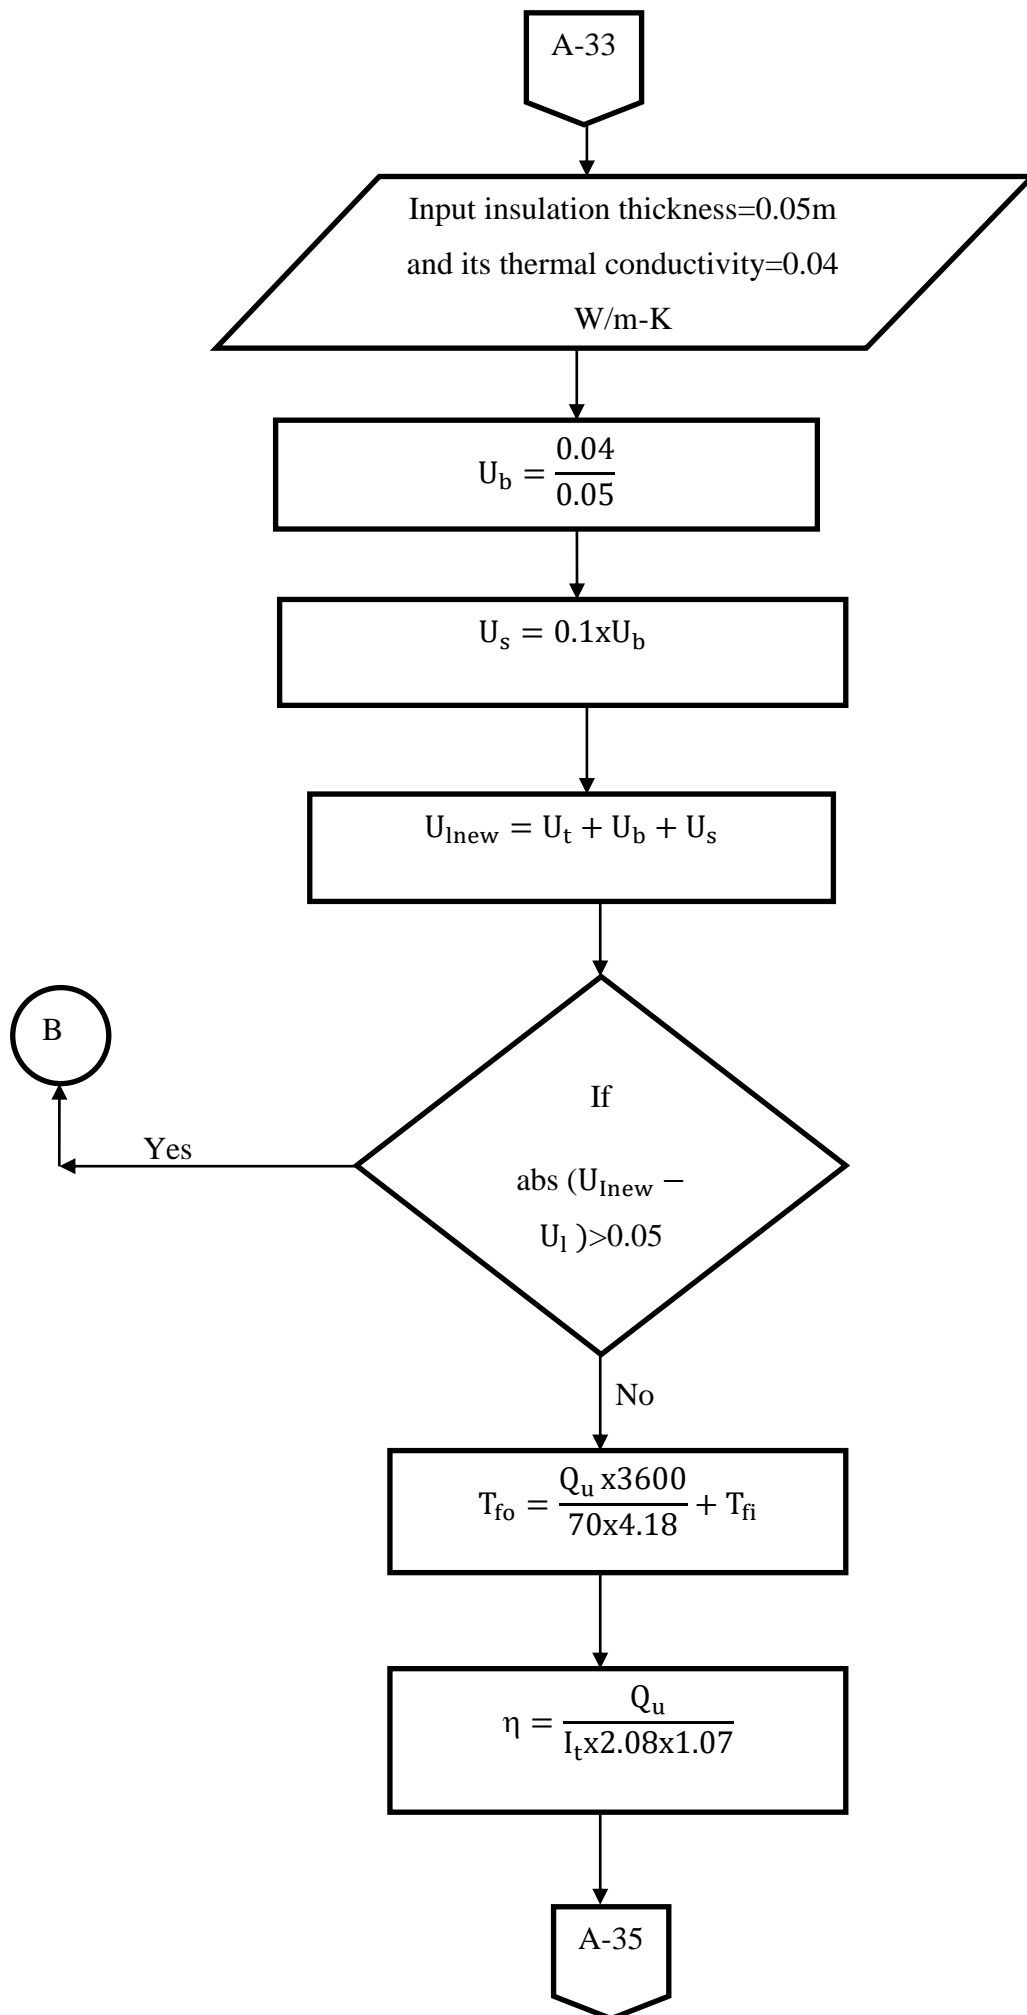 A-33
Input insulation thickness=0.05m
and its thermal conductivity=0.04
W/m-K
U_b = 0.04/0.05
U_s = 0.1xU_b
U_lnew = U_t + U_b + U_s
B
If
Yes
abs (U_Inew −
U_l )>0.05
No
T_fo = Q_u x3600/70x4.18 + T_fi
η = Q_u/I_tx2.08x1.07
A-35